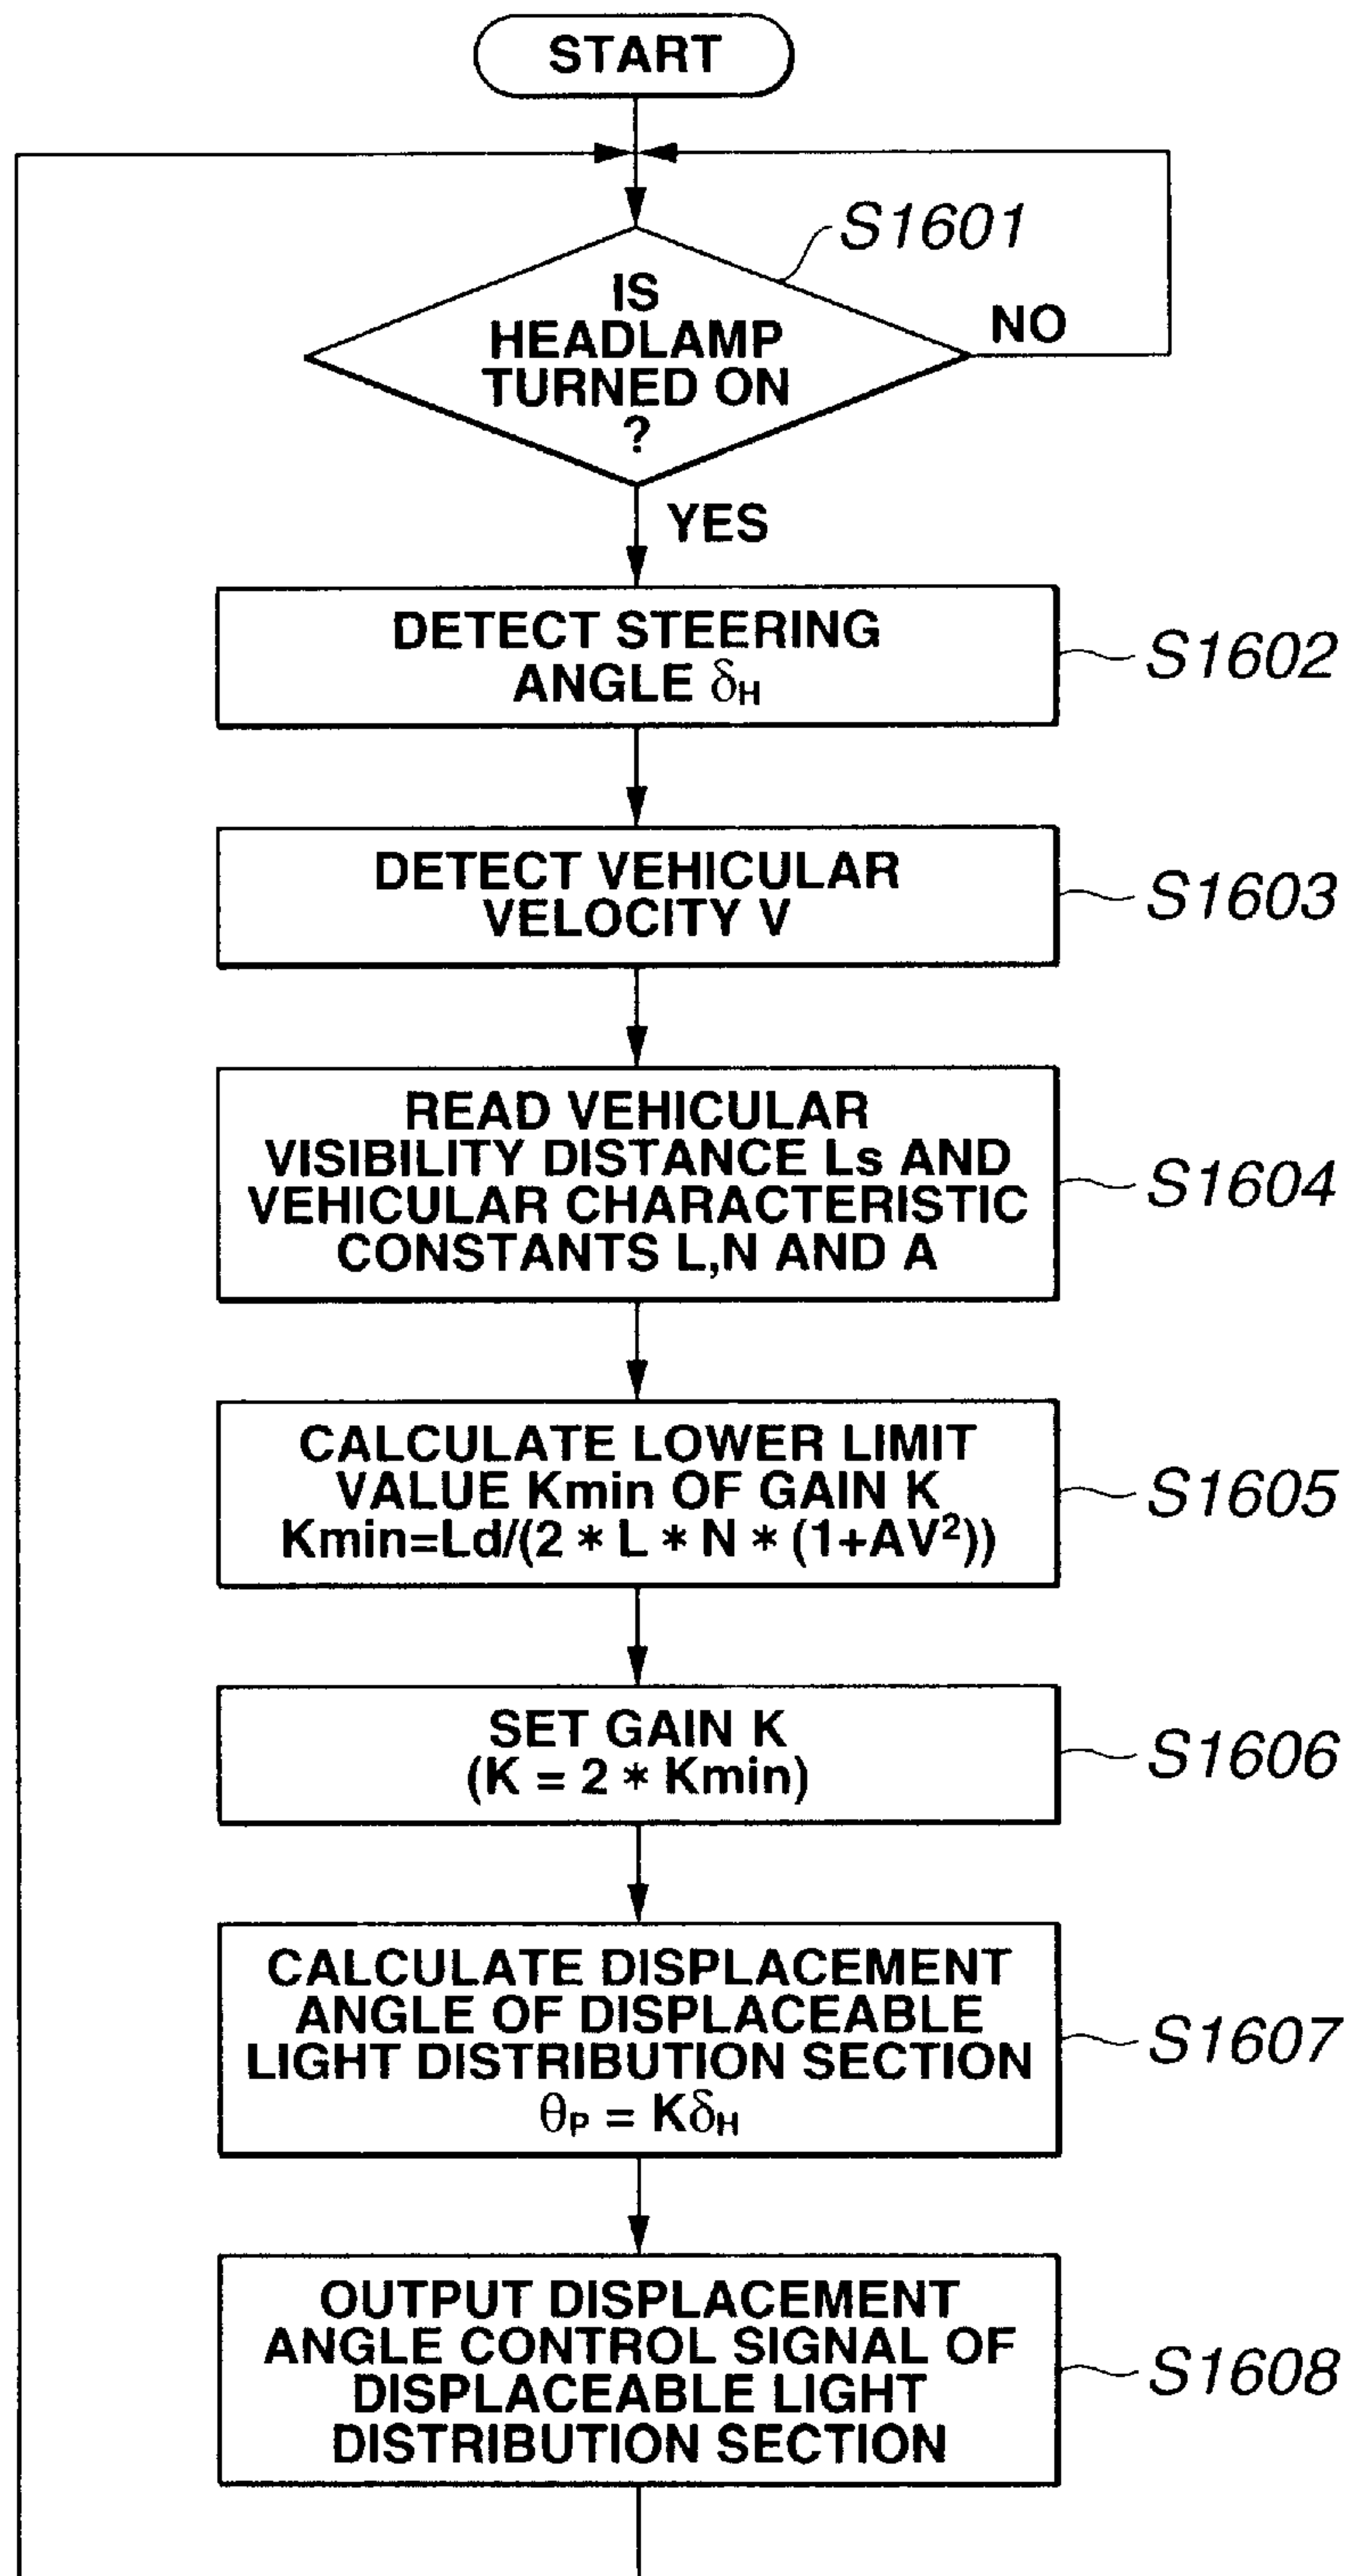 START
S1601
IS
HEADLAMP
TURNED ON
?
NO
YES
DETECT STEERING
ANGLE δH
S1602
DETECT VEHICULAR
VELOCITY V
S1603
READ VEHICULAR
VISIBILITY DISTANCE Ls AND
VEHICULAR CHARACTERISTIC
CONSTANTS L,N AND A
S1604
CALCULATE LOWER LIMIT
VALUE Kmin OF GAIN K
Kmin=Ld/(2 * L * N * (1+AV²))
S1605
SET GAIN K
(K = 2 * Kmin)
S1606
CALCULATE DISPLACEMENT
ANGLE OF DISPLACEABLE
LIGHT DISTRIBUTION SECTION
θP = KδH
S1607
OUTPUT DISPLACEMENT
ANGLE CONTROL SIGNAL OF
DISPLACEABLE LIGHT
DISTRIBUTION SECTION
S1608